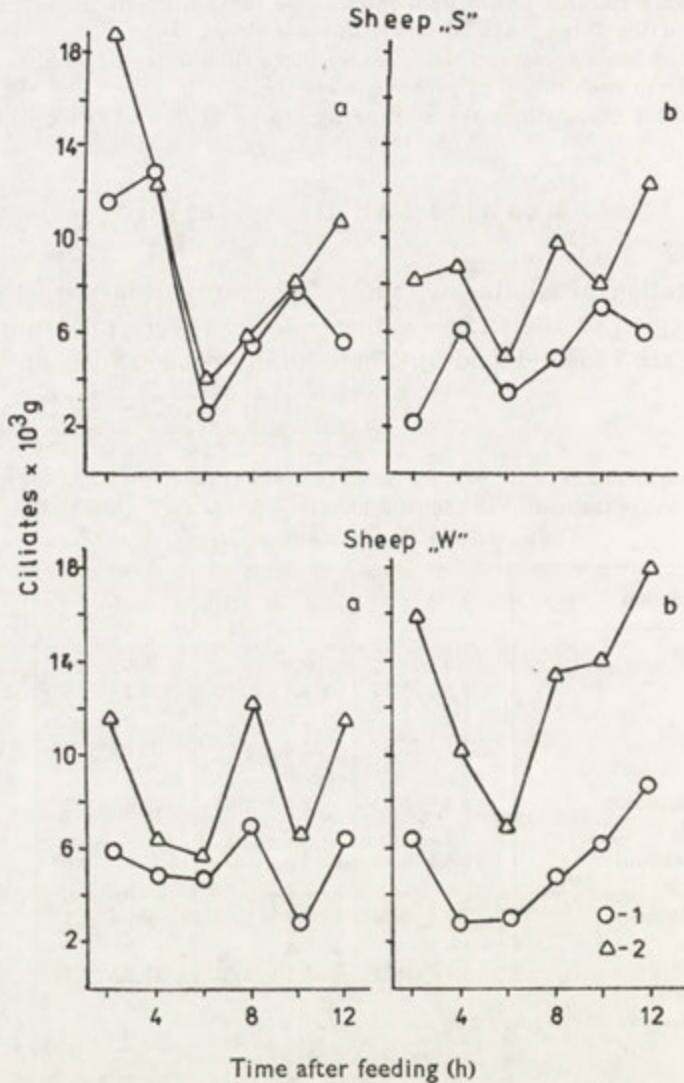 Sheep „S"
a
b
18
14
10
6
2
Ciliates × 10³g
Sheep „W"
a
b
18
14
10
6
2
○-1
△-2
4
8
12
4
8
12
Time after feeding (h)